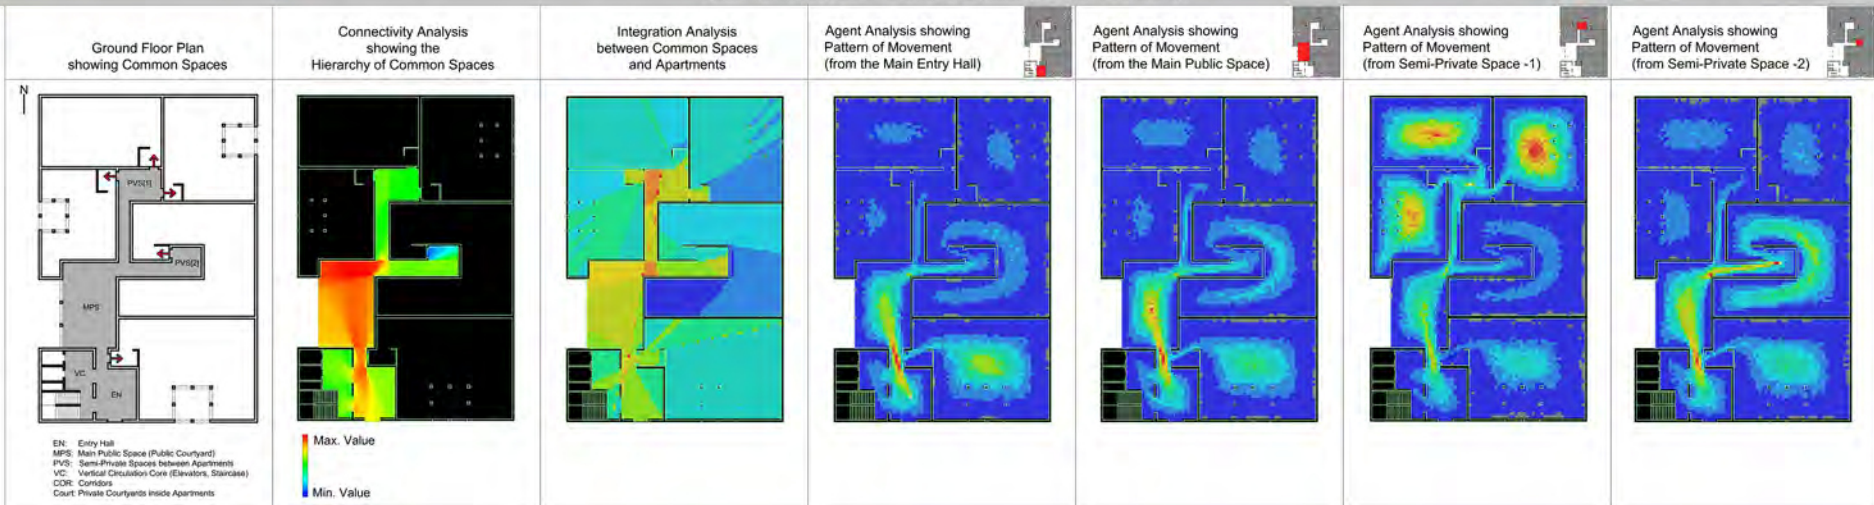 Ground Floor Plan
showing Common Spaces
Connectivity Analysis
showing the
Hierarchy of Common Spaces
Integration Analysis
between Common Spaces
and Apartments
Agent Analysis showing
Pattern of Movement
(from the Main Entry Hall)
Agent Analysis showing
Pattern of Movement
(from the Main Public Space)
Agent Analysis showing
Pattern of Movement
(from Semi-Private Space -1)
Agent Analysis showing
Pattern of Movement
(from Semi-Private Space -2)
N
PVS[1]
PVS[2]
MPS
VC
EN
EN: Entry Hall
MPS: Main Public Space (Public Courtyard)
PVS: Semi-Private Spaces between Apartments
VC: Vertical Circulation Core (Elevators, Staircase)
COR: Corridors
Court: Private Courtyards inside Apartments
Max. Value
Min. Value